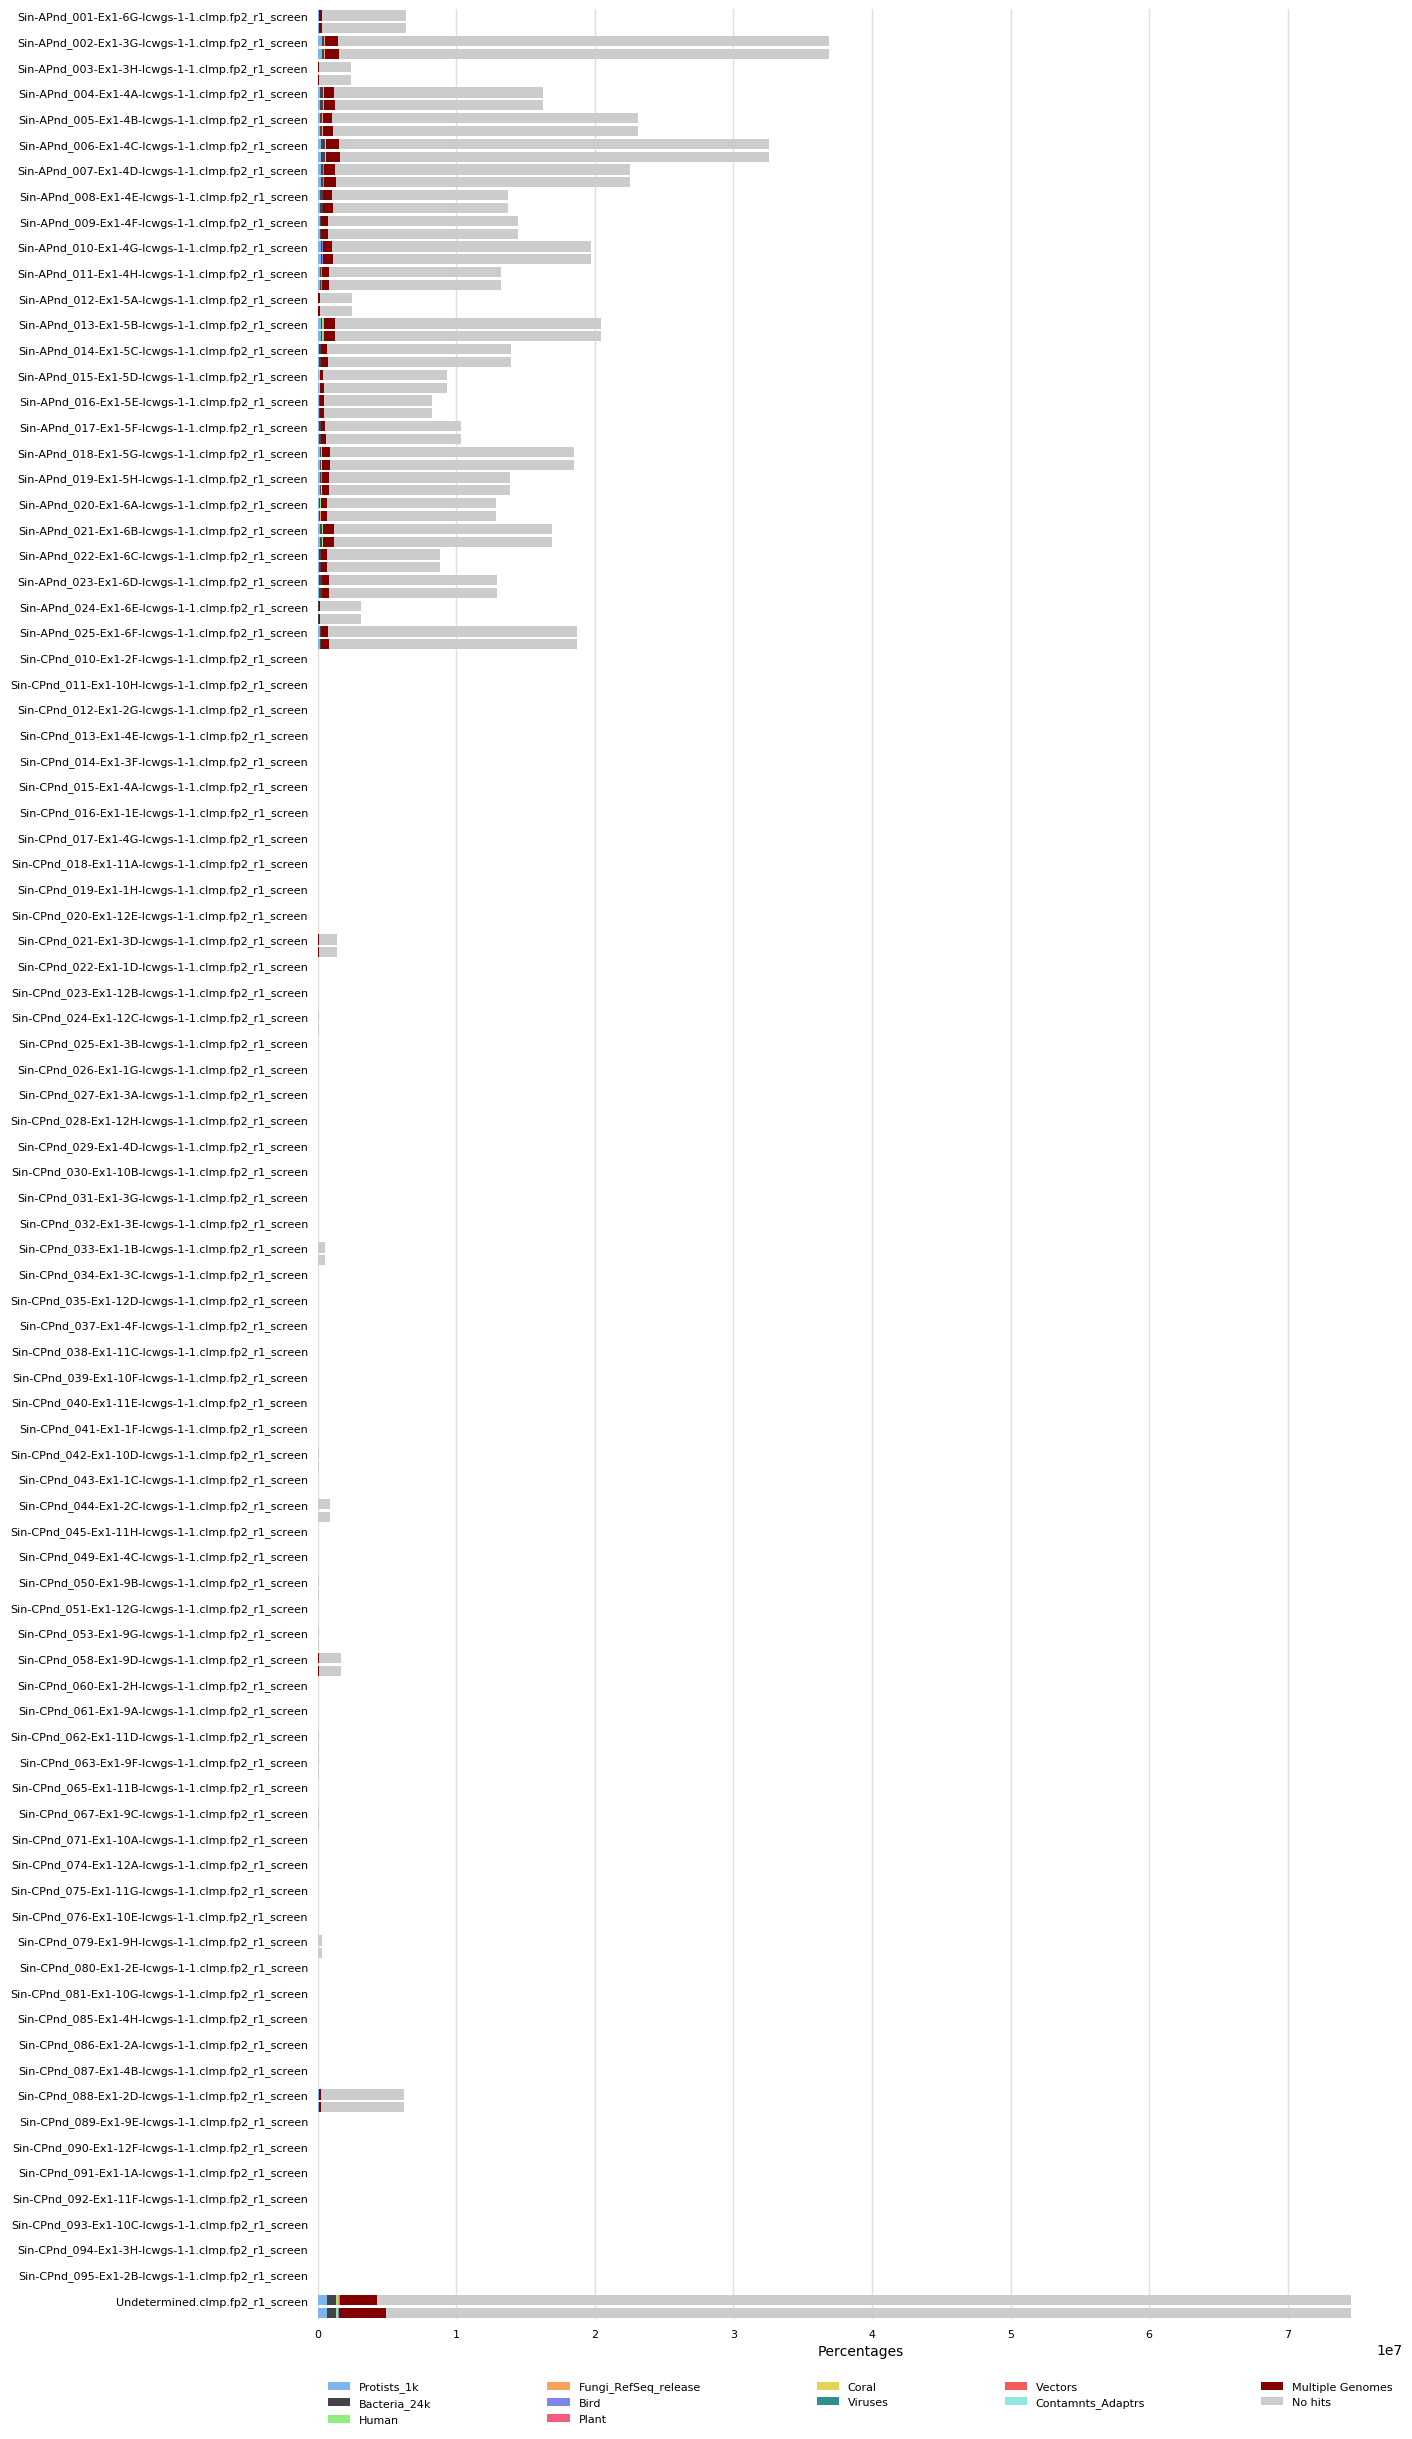 Sin-APnd_001-Ex1-6G-lcwgs-1-1.clmp.fp2_r1_screen
Sin-APnd_002-Ex1-3G-lcwgs-1-1.clmp.fp2_r1_screen
Sin-APnd_003-Ex1-3H-lcwgs-1-1.clmp.fp2_r1_screen
Sin-APnd_004-Ex1-4A-lcwgs-1-1.clmp.fp2_r1_screen
Sin-APnd_005-Ex1-4B-lcwgs-1-1.clmp.fp2_r1_screen
Sin-APnd_006-Ex1-4C-lcwgs-1-1.clmp.fp2_r1_screen
Sin-APnd_007-Ex1-4D-lcwgs-1-1.clmp.fp2_r1_screen
Sin-APnd_008-Ex1-4E-lcwgs-1-1.clmp.fp2_r1_screen
Sin-APnd_009-Ex1-4F-lcwgs-1-1.clmp.fp2_r1_screen
Sin-APnd_010-Ex1-4G-lcwgs-1-1.clmp.fp2_r1_screen
Sin-APnd_011-Ex1-4H-lcwgs-1-1.clmp.fp2_r1_screen
Sin-APnd_012-Ex1-5A-lcwgs-1-1.clmp.fp2_r1_screen
Sin-APnd_013-Ex1-5B-lcwgs-1-1.clmp.fp2_r1_screen
Sin-APnd_014-Ex1-5C-lcwgs-1-1.clmp.fp2_r1_screen
Sin-APnd_015-Ex1-5D-lcwgs-1-1.clmp.fp2_r1_screen
Sin-APnd_016-Ex1-5E-lcwgs-1-1.clmp.fp2_r1_screen
Sin-APnd_017-Ex1-5F-lcwgs-1-1.clmp.fp2_r1_screen
Sin-APnd_018-Ex1-5G-lcwgs-1-1.clmp.fp2_r1_screen
Sin-APnd_019-Ex1-5H-lcwgs-1-1.clmp.fp2_r1_screen
Sin-APnd_020-Ex1-6A-lcwgs-1-1.clmp.fp2_r1_screen
Sin-APnd_021-Ex1-6B-lcwgs-1-1.clmp.fp2_r1_screen
Sin-APnd_022-Ex1-6C-lcwgs-1-1.clmp.fp2_r1_screen
Sin-APnd_023-Ex1-6D-lcwgs-1-1.clmp.fp2_r1_screen
Sin-APnd_024-Ex1-6E-lcwgs-1-1.clmp.fp2_r1_screen
Sin-APnd_025-Ex1-6F-lcwgs-1-1.clmp.fp2_r1_screen
Sin-CPnd_010-Ex1-2F-lcwgs-1-1.clmp.fp2_r1_screen
Sin-CPnd_011-Ex1-10H-lcwgs-1-1.clmp.fp2_r1_screen
Sin-CPnd_012-Ex1-2G-lcwgs-1-1.clmp.fp2_r1_screen
Sin-CPnd_013-Ex1-4E-lcwgs-1-1.clmp.fp2_r1_screen
Sin-CPnd_014-Ex1-3F-lcwgs-1-1.clmp.fp2_r1_screen
Sin-CPnd_015-Ex1-4A-lcwgs-1-1.clmp.fp2_r1_screen
Sin-CPnd_016-Ex1-1E-lcwgs-1-1.clmp.fp2_r1_screen
Sin-CPnd_017-Ex1-4G-lcwgs-1-1.clmp.fp2_r1_screen
Sin-CPnd_018-Ex1-11A-lcwgs-1-1.clmp.fp2_r1_screen
Sin-CPnd_019-Ex1-1H-lcwgs-1-1.clmp.fp2_r1_screen
Sin-CPnd_020-Ex1-12E-lcwgs-1-1.clmp.fp2_r1_screen
Sin-CPnd_021-Ex1-3D-lcwgs-1-1.clmp.fp2_r1_screen
Sin-CPnd_022-Ex1-1D-lcwgs-1-1.clmp.fp2_r1_screen
Sin-CPnd_023-Ex1-12B-lcwgs-1-1.clmp.fp2_r1_screen
Sin-CPnd_024-Ex1-12C-lcwgs-1-1.clmp.fp2_r1_screen
Sin-CPnd_025-Ex1-3B-lcwgs-1-1.clmp.fp2_r1_screen
Sin-CPnd_026-Ex1-1G-lcwgs-1-1.clmp.fp2_r1_screen
Sin-CPnd_027-Ex1-3A-lcwgs-1-1.clmp.fp2_r1_screen
Sin-CPnd_028-Ex1-12H-lcwgs-1-1.clmp.fp2_r1_screen
Sin-CPnd_029-Ex1-4D-lcwgs-1-1.clmp.fp2_r1_screen
Sin-CPnd_030-Ex1-10B-lcwgs-1-1.clmp.fp2_r1_screen
Sin-CPnd_031-Ex1-3G-lcwgs-1-1.clmp.fp2_r1_screen
Sin-CPnd_032-Ex1-3E-lcwgs-1-1.clmp.fp2_r1_screen
Sin-CPnd_033-Ex1-1B-lcwgs-1-1.clmp.fp2_r1_screen
Sin-CPnd_034-Ex1-3C-lcwgs-1-1.clmp.fp2_r1_screen
Sin-CPnd_035-Ex1-12D-lcwgs-1-1.clmp.fp2_r1_screen
Sin-CPnd_037-Ex1-4F-lcwgs-1-1.clmp.fp2_r1_screen
Sin-CPnd_038-Ex1-11C-lcwgs-1-1.clmp.fp2_r1_screen
Sin-CPnd_039-Ex1-10F-lcwgs-1-1.clmp.fp2_r1_screen
Sin-CPnd_040-Ex1-11E-lcwgs-1-1.clmp.fp2_r1_screen
Sin-CPnd_041-Ex1-1F-lcwgs-1-1.clmp.fp2_r1_screen
Sin-CPnd_042-Ex1-10D-lcwgs-1-1.clmp.fp2_r1_screen
Sin-CPnd_043-Ex1-1C-lcwgs-1-1.clmp.fp2_r1_screen
Sin-CPnd_044-Ex1-2C-lcwgs-1-1.clmp.fp2_r1_screen
Sin-CPnd_045-Ex1-11H-lcwgs-1-1.clmp.fp2_r1_screen
Sin-CPnd_049-Ex1-4C-lcwgs-1-1.clmp.fp2_r1_screen
Sin-CPnd_050-Ex1-9B-lcwgs-1-1.clmp.fp2_r1_screen
Sin-CPnd_051-Ex1-12G-lcwgs-1-1.clmp.fp2_r1_screen
Sin-CPnd_053-Ex1-9G-lcwgs-1-1.clmp.fp2_r1_screen
Sin-CPnd_058-Ex1-9D-lcwgs-1-1.clmp.fp2_r1_screen
Sin-CPnd_060-Ex1-2H-lcwgs-1-1.clmp.fp2_r1_screen
Sin-CPnd_061-Ex1-9A-lcwgs-1-1.clmp.fp2_r1_screen
Sin-CPnd_062-Ex1-11D-lcwgs-1-1.clmp.fp2_r1_screen
Sin-CPnd_063-Ex1-9F-lcwgs-1-1.clmp.fp2_r1_screen
Sin-CPnd_065-Ex1-11B-lcwgs-1-1.clmp.fp2_r1_screen
Sin-CPnd_067-Ex1-9C-lcwgs-1-1.clmp.fp2_r1_screen
Sin-CPnd_071-Ex1-10A-lcwgs-1-1.clmp.fp2_r1_screen
Sin-CPnd_074-Ex1-12A-lcwgs-1-1.clmp.fp2_r1_screen
Sin-CPnd_075-Ex1-11G-lcwgs-1-1.clmp.fp2_r1_screen
Sin-CPnd_076-Ex1-10E-lcwgs-1-1.clmp.fp2_r1_screen
Sin-CPnd_079-Ex1-9H-lcwgs-1-1.clmp.fp2_r1_screen
Sin-CPnd_080-Ex1-2E-lcwgs-1-1.clmp.fp2_r1_screen
Sin-CPnd_081-Ex1-10G-lcwgs-1-1.clmp.fp2_r1_screen
Sin-CPnd_085-Ex1-4H-lcwgs-1-1.clmp.fp2_r1_screen
Sin-CPnd_086-Ex1-2A-lcwgs-1-1.clmp.fp2_r1_screen
Sin-CPnd_087-Ex1-4B-lcwgs-1-1.clmp.fp2_r1_screen
Sin-CPnd_088-Ex1-2D-lcwgs-1-1.clmp.fp2_r1_screen
Sin-CPnd_089-Ex1-9E-lcwgs-1-1.clmp.fp2_r1_screen
Sin-CPnd_090-Ex1-12F-lcwgs-1-1.clmp.fp2_r1_screen
Sin-CPnd_091-Ex1-1A-lcwgs-1-1.clmp.fp2_r1_screen
Sin-CPnd_092-Ex1-11F-lcwgs-1-1.clmp.fp2_r1_screen
Sin-CPnd_093-Ex1-10C-lcwgs-1-1.clmp.fp2_r1_screen
Sin-CPnd_094-Ex1-3H-lcwgs-1-1.clmp.fp2_r1_screen
Sin-CPnd_095-Ex1-2B-lcwgs-1-1.clmp.fp2_r1_screen
Undetermined.clmp.fp2_r1_screen
0 1 2 3 4 5 6 7
Percentages 1e7
Protists_1k Fungi_RefSeq_release Coral Vectors Multiple Genomes
Bacteria_24k Bird Viruses Contamnts_Adaptrs No hits
Human Plant